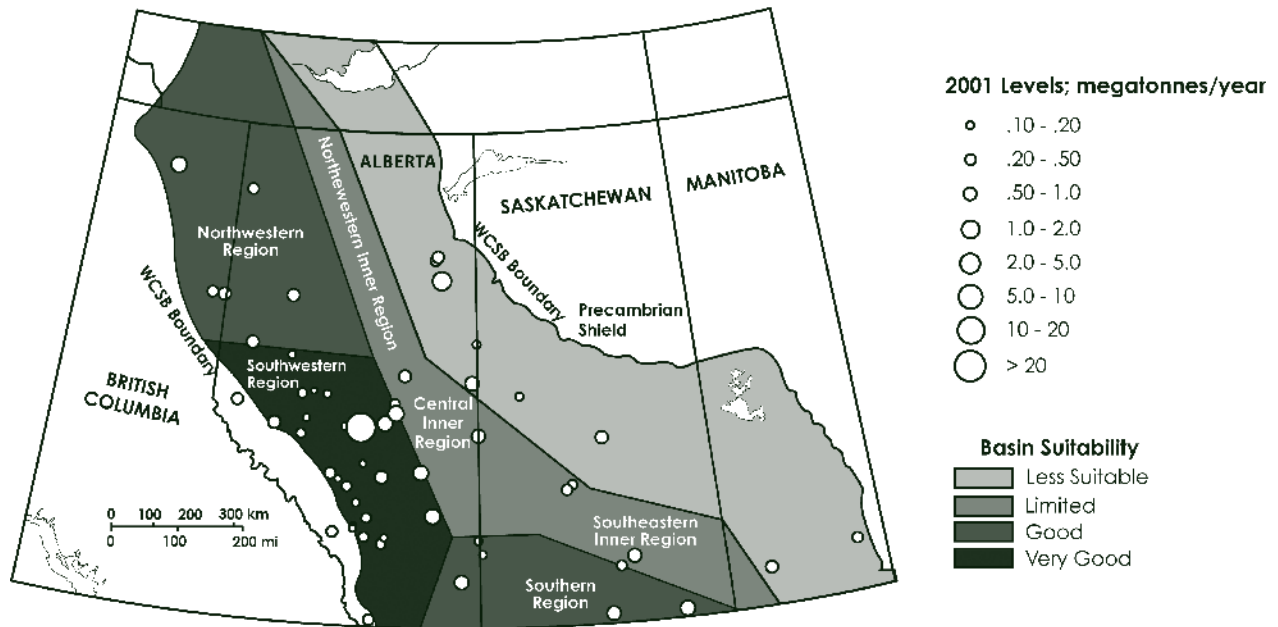 ALBERTA
SASKATCHEWAN
MANITOBA
Northwestern
Region
Northewestern Inner Region
WCSB Boundary
WCSB Boundary
Precambrian
Shield
Southwestern
Region
BRITISH
COLUMBIA
Central
Inner
Region
Southeastern
Inner Region
Southern
Region
0 100 200 300 km
0 100 200 mi
2001 Levels; megatonnes/year
.10 - .20
.20 - .50
.50 - 1.0
1.0 - 2.0
2.0 - 5.0
5.0 - 10
10 - 20
> 20
Basin Suitability
Less Suitable
Limited
Good
Very Good